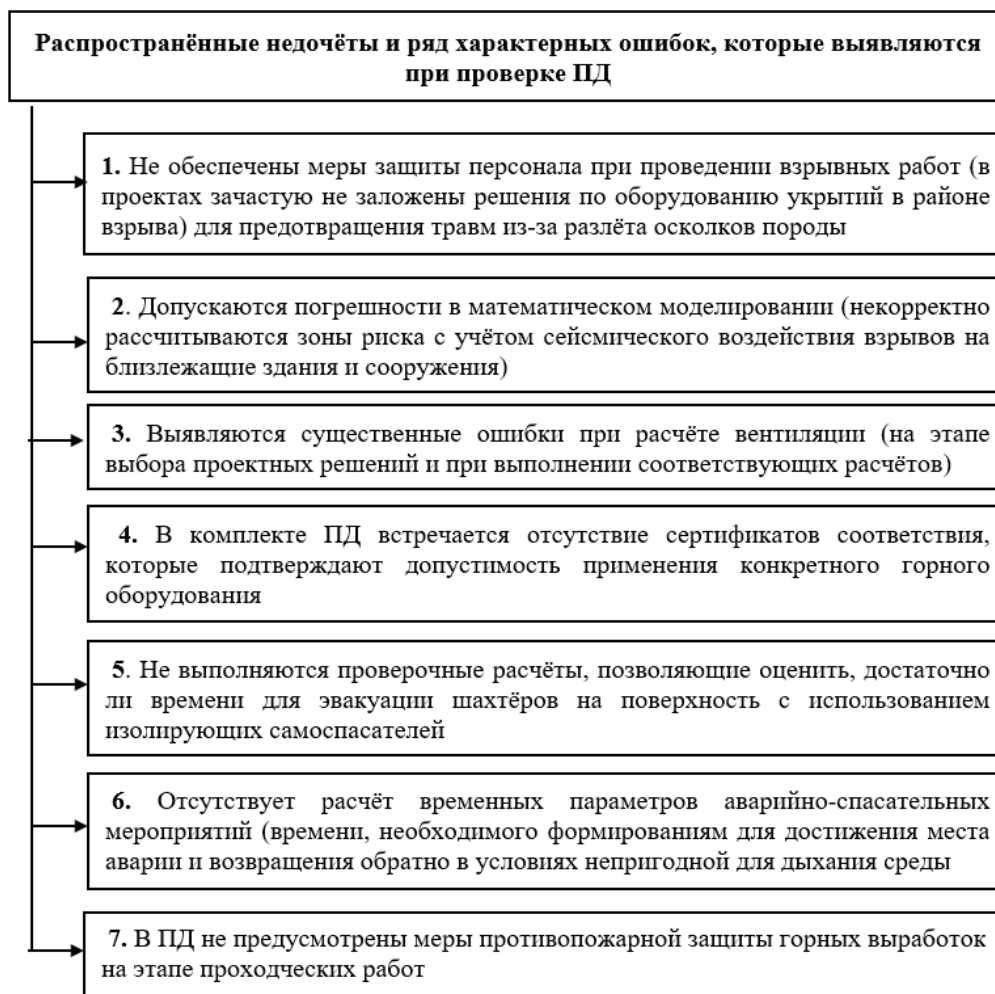 Распространённые недочёты и ряд характерных ошибок, которые выявляются
при проверке ПД
1. Не обеспечены меры защиты персонала при проведении взрывных работ (в
проектах зачастую не заложены решения по оборудованию укрытий в районе
взрыва) для предотвращения травм из-за разлёта осколков породы
2. Допускаются погрешности в математическом моделировании (некорректно
рассчитываются зоны риска с учётом сейсмического воздействия взрывов на
близлежащие здания и сооружения)
3. Выявляются существенные ошибки при расчёте вентиляции (на этапе
выбора проектных решений и при выполнении соответствующих расчётов)
4. В комплекте ПД встречается отсутствие сертификатов соответствия,
которые подтверждают допустимость применения конкретного горного
оборудования
5. Не выполняются проверочные расчёты, позволяющие оценить, достаточно
ли времени для эвакуации шахтёров на поверхность с использованием
изолирующих самоспасателей
6. Отсутствует расчёт временных параметров аварийно-спасательных
мероприятий (времени, необходимого формированиям для достижения места
аварии и возвращения обратно в условиях непригодной для дыхания среды
7. В ПД не предусмотрены меры противопожарной защиты горных выработок
на этапе проходческих работ